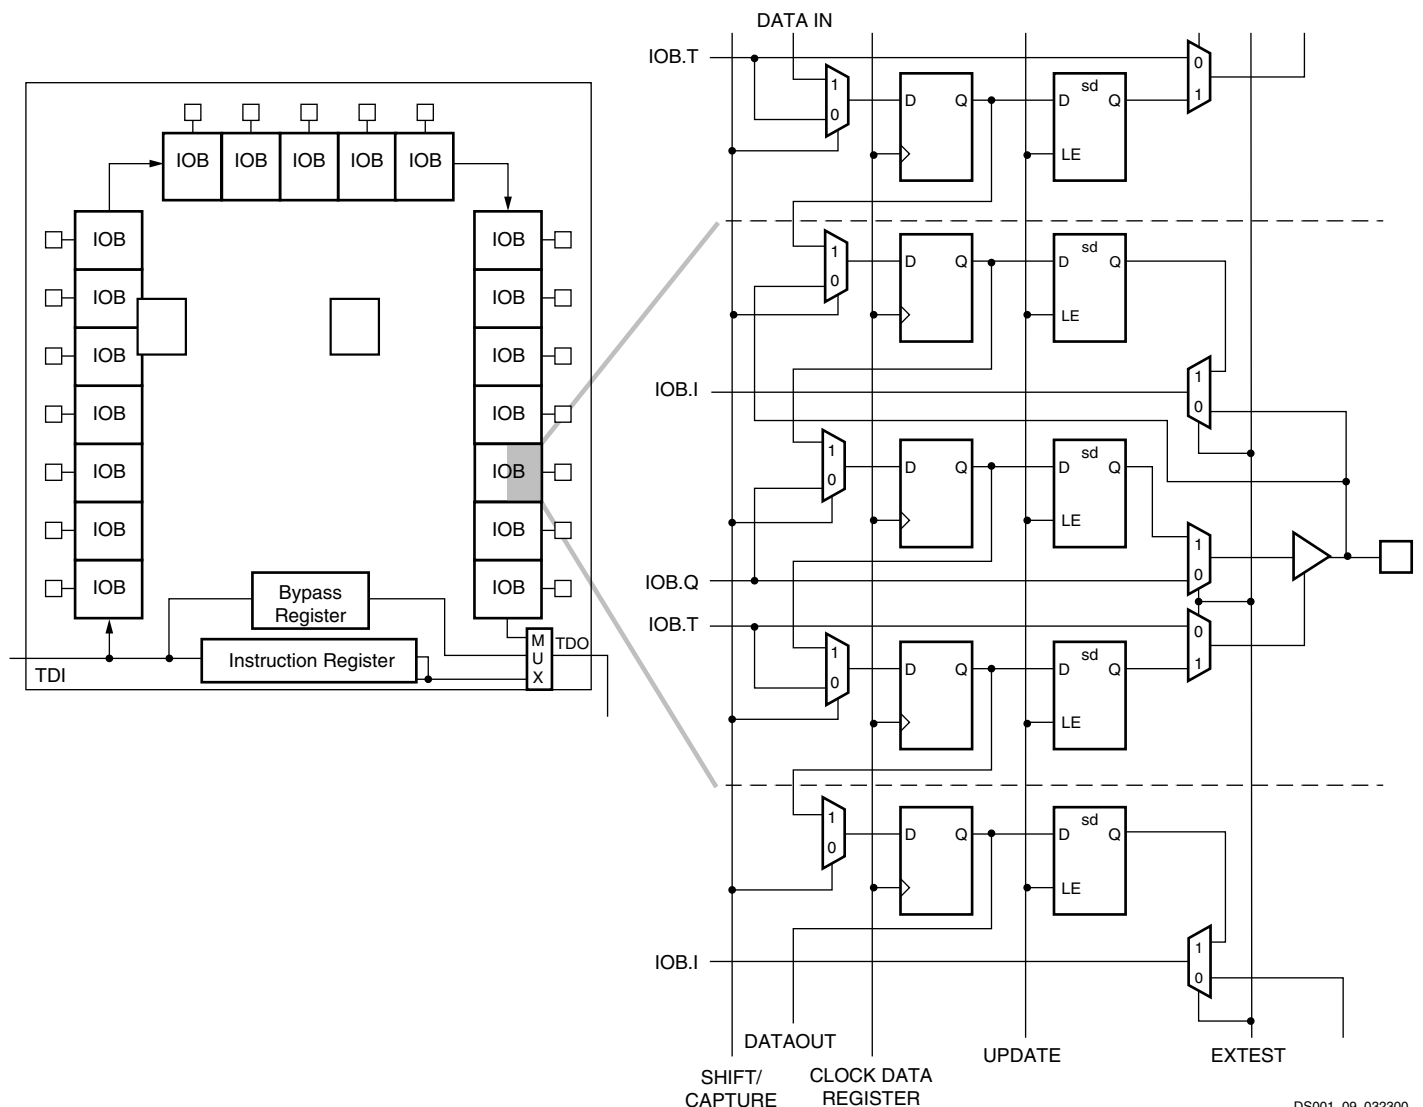 DATA IN
IOB.T
0
1
1
0
D Q
sd
D Q
LE
IOB IOB IOB IOB IOB
IOB
IOB
IOB
IOB
IOB
IOB
IOB
IOB
IOB
IOB
IOB
IOB
IOB
IOB
Bypass
Register
Instruction Register
TDI
M
U
X
TDO
1
0
D Q
sd
D Q
LE
IOB.I
1
0
1
0
D Q
sd
D Q
LE
1
0
IOB.Q
IOB.T
0
1
1
0
D Q
sd
D Q
LE
1
0
D Q
sd
D Q
LE
IOB.I
1
0
DATAOUT
UPDATE
EXTEST
SHIFT/
CAPTURE
CLOCK DATA
REGISTER
DS001_09_032300